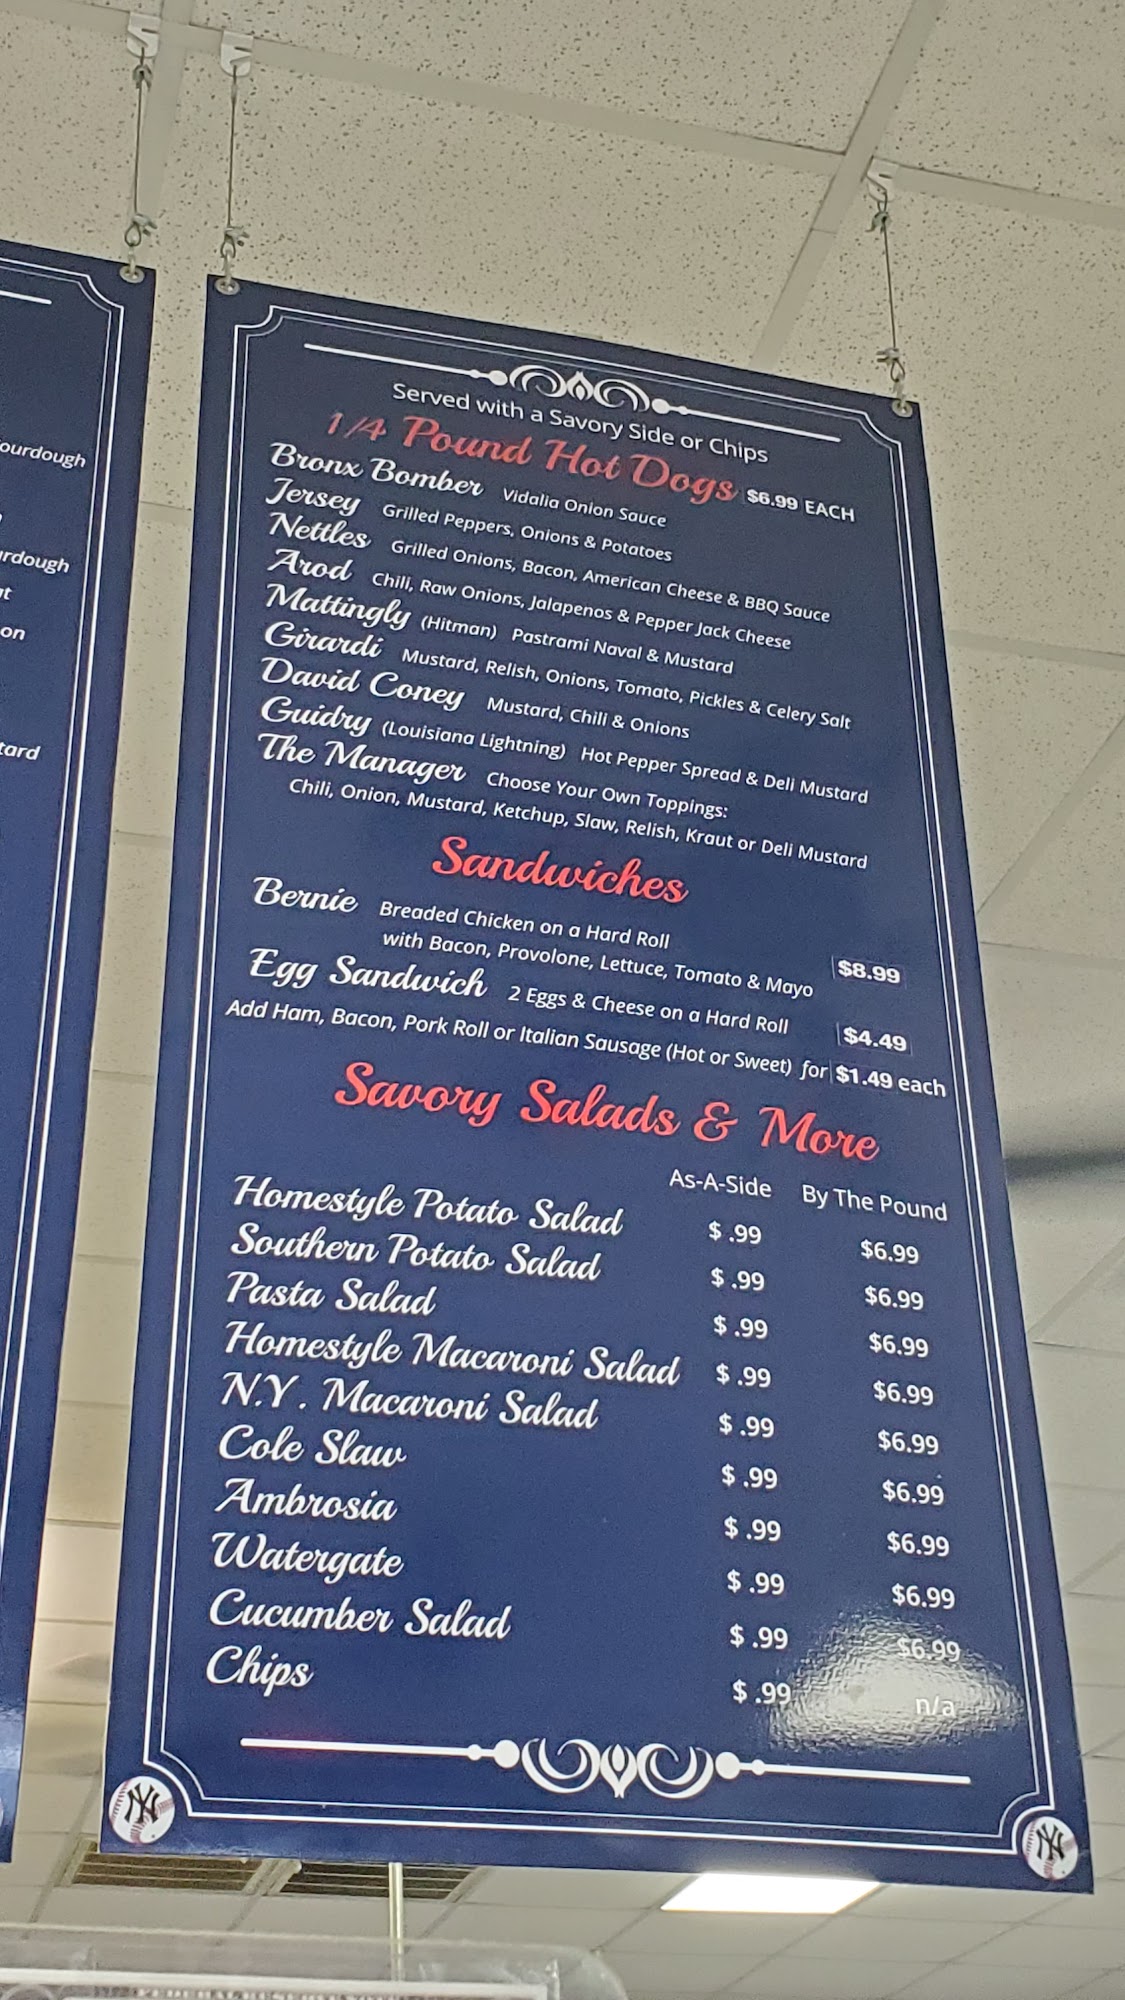 ourdough
rdough
on
tard
Served with a Savory Side or Chips
1/4 Pound Hot Dogs $6.99 EACH
Bronx Bomber Vidalia Onion Sauce
Jersey Grilled Peppers, Onions & Potatoes
Nettles Grilled Onions, Bacon, American Cheese & BBQ Sauce
Arod Chili, Raw Onions, Jalapenos & Pepper Jack Cheese
Mattingly (Hitman) Pastrami Naval & Mustard
Girardi Mustard, Relish, Onions, Tomato, Pickles & Celery Salt
David Coney Mustard, Chili & Onions
Guidry (Louisiana Lightning) Hot Pepper Spread & Deli Mustard
The Manager Choose Your Own Toppings:
Chili, Onion, Mustard, Ketchup, Slaw, Relish, Kraut or Deli Mustard
Sandwiches
Bernie Breaded Chicken on a Hard Roll
with Bacon, Provolone, Lettuce, Tomato & Mayo $8.99
Egg Sandwich 2 Eggs & Cheese on a Hard Roll $4.49
Add Ham, Bacon, Pork Roll or Italian Sausage (Hot or Sweet) for $1.49 each
Savory Salads & More
As-A-Side By The Pound
Homestyle Potato Salad $ .99 $6.99
Southern Potato Salad $ .99 $6.99
Pasta Salad $ .99 $6.99
Homestyle Macaroni Salad $ .99 $6.99
N.Y. Macaroni Salad $ .99 $6.99
Cole Slaw $ .99 $6.99
Ambrosia $ .99 $6.99
Watergate $ .99 $6.99
Cucumber Salad $ .99 $6.99
Chips $ .99 n/a
NY NY